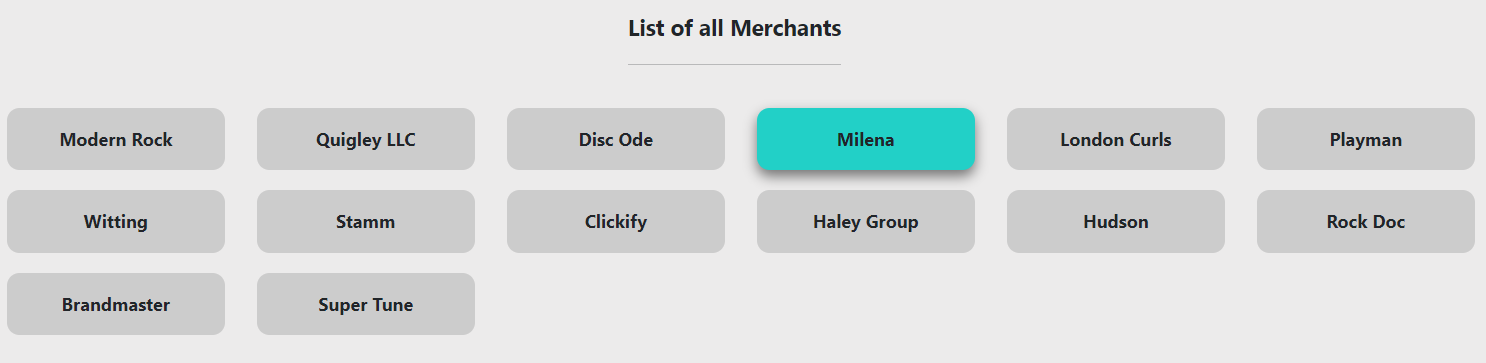 List of all Merchants
Modern Rock
Quigley LLC
Disc Ode
Milena
London Curls
Playman
Witting
Stamm
Clickify
Haley Group
Hudson
Rock Doc
Brandmaster
Super Tune